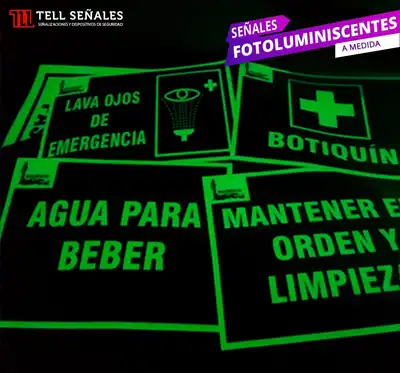 TELL SEÑALES
SEÑALIZACIONES Y DISPOSITIVOS DE SEGURIDAD
SEÑALES
FOTOLUMINISCENTES
A MEDIDA
LAVA OJOS
DE
EMERGENCIA
BOTIQUÍN
AGUA PARA
BEBER
MANTENER E
ORDEN Y
LIMPIEZA